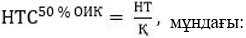 НТС^50 % ОИК = НТ/Қ, мұндағы: